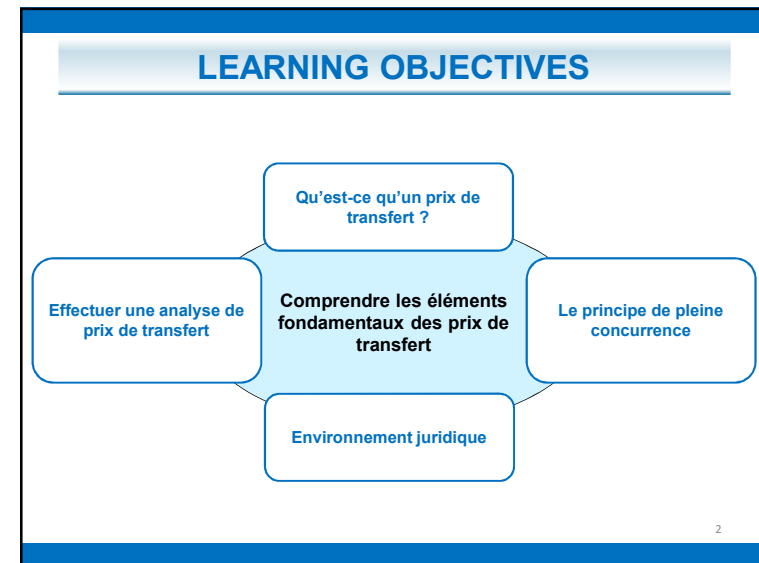 LEARNING OBJECTIVES
Qu’est-ce qu’un prix de
transfert ?
Effectuer une analyse de
prix de transfert
Comprendre les éléments
fondamentaux des prix de
transfert
Le principe de pleine
concurrence
Environnement juridique
2